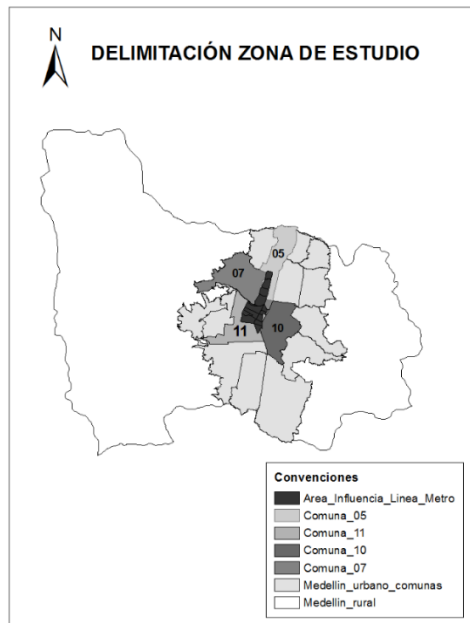 N
DELIMITACIÓN ZONA DE ESTUDIO
05
07
11
10
Convenciones
Area_Influencia_Linea_Metro
Comuna_05
Comuna_11
Comuna_10
Comuna_07
Medellin_urbano_comunas
Medellin_rural